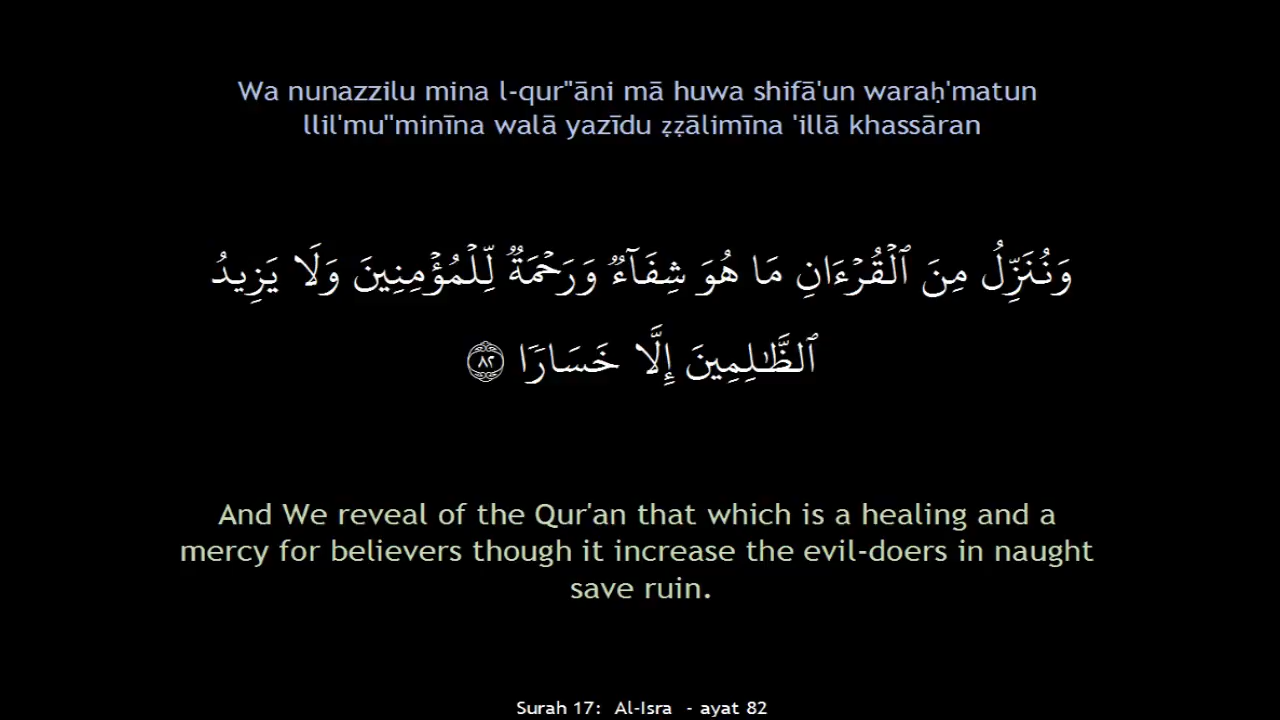 Wa nunazzilu mina l-qur"āni mā huwa shifā'un waraḥ'matun
llil'mu"minīna walā yazīdu ẓẓālimīna 'illā khassāran
وَنُنَزِّلُ مِنَ ٱلۡقُرۡءَانِ مَا هُوَ شِفَآءٞ وَرَحۡمَةٞ لِّلۡمُؤۡمِنِينَ وَلَا يَزِيدُ
ٱلظَّـٰلِمِينَ إِلَّا خَسَارٗا ٨٢
And We reveal of the Qur'an that which is a healing and a
mercy for believers though it increase the evil-doers in naught
save ruin.
Surah 17: Al-Isra - ayat 82